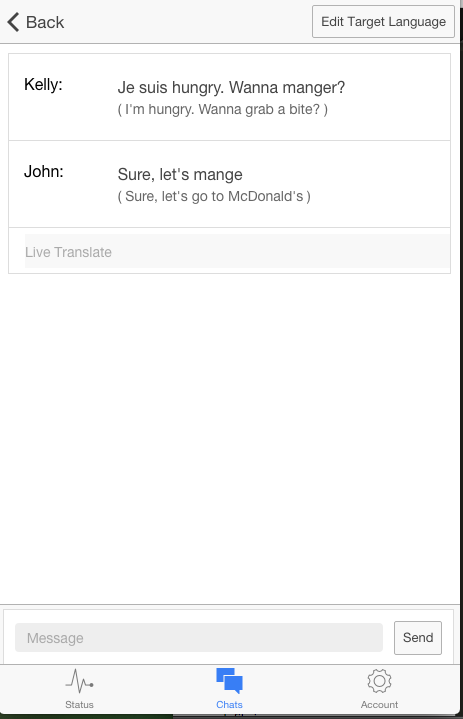 Back
Edit Target Language
Kelly:
Je suis hungry. Wanna manger?
( I'm hungry. Wanna grab a bite? )
John:
Sure, let's mange
( Sure, let's go to McDonald's )
Live Translate
Message
Send
Status
Chats
Account